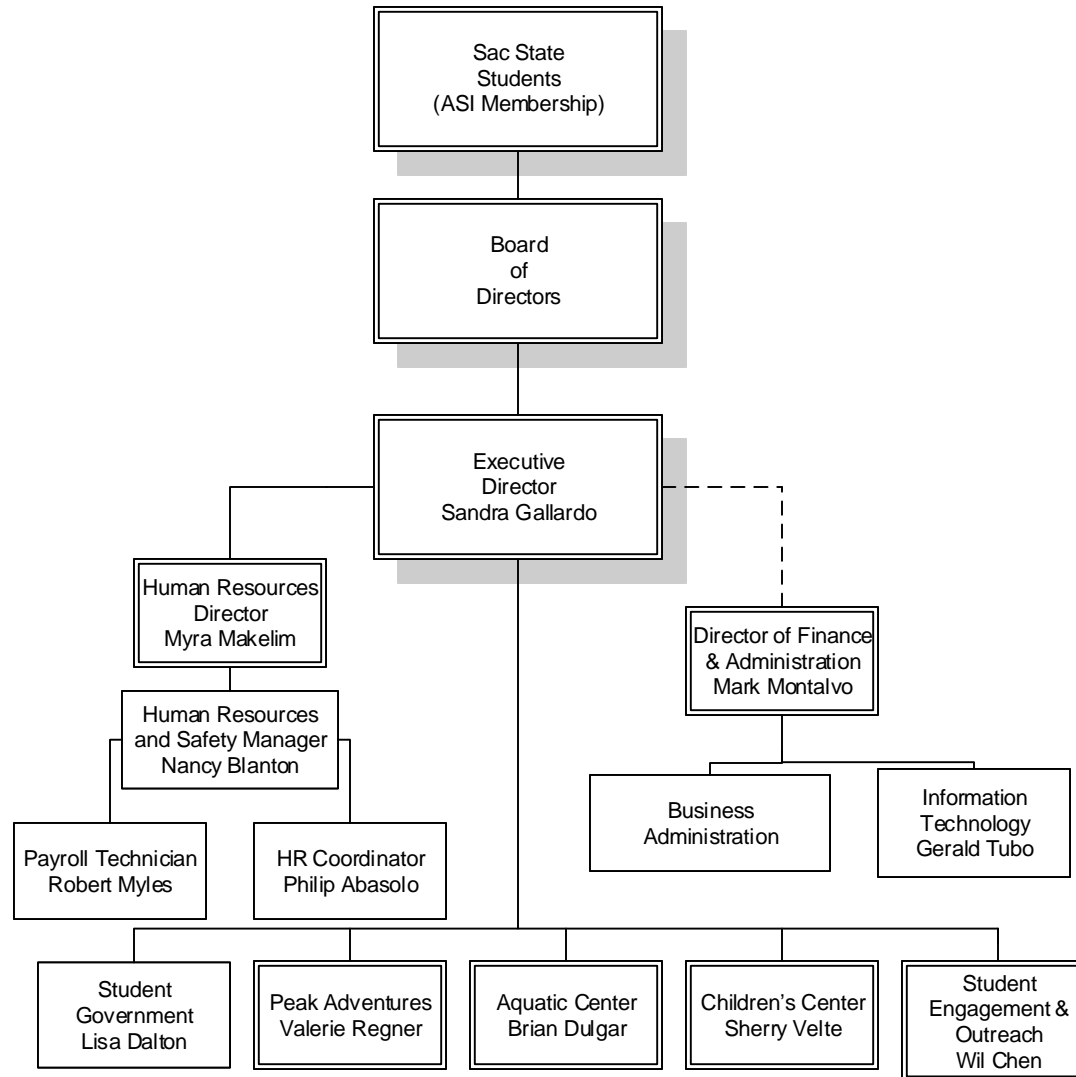 Sac State
Students
(ASI Membership)
Board
of
Directors
Executive
Director
Sandra Gallardo
Human Resources
Director
Myra Makelim
Director of Finance
& Administration
Mark Montalvo
Human Resources
and Safety Manager
Nancy Blanton
Business
Administration
Information
Technology
Gerald Tubo
Payroll Technician
Robert Myles
HR Coordinator
Philip Abasolo
Student
Government
Lisa Dalton
Peak Adventures
Valerie Regner
Aquatic Center
Brian Dulgar
Children's Center
Sherry Velte
Student
Engagement &
Outreach
Wil Chen